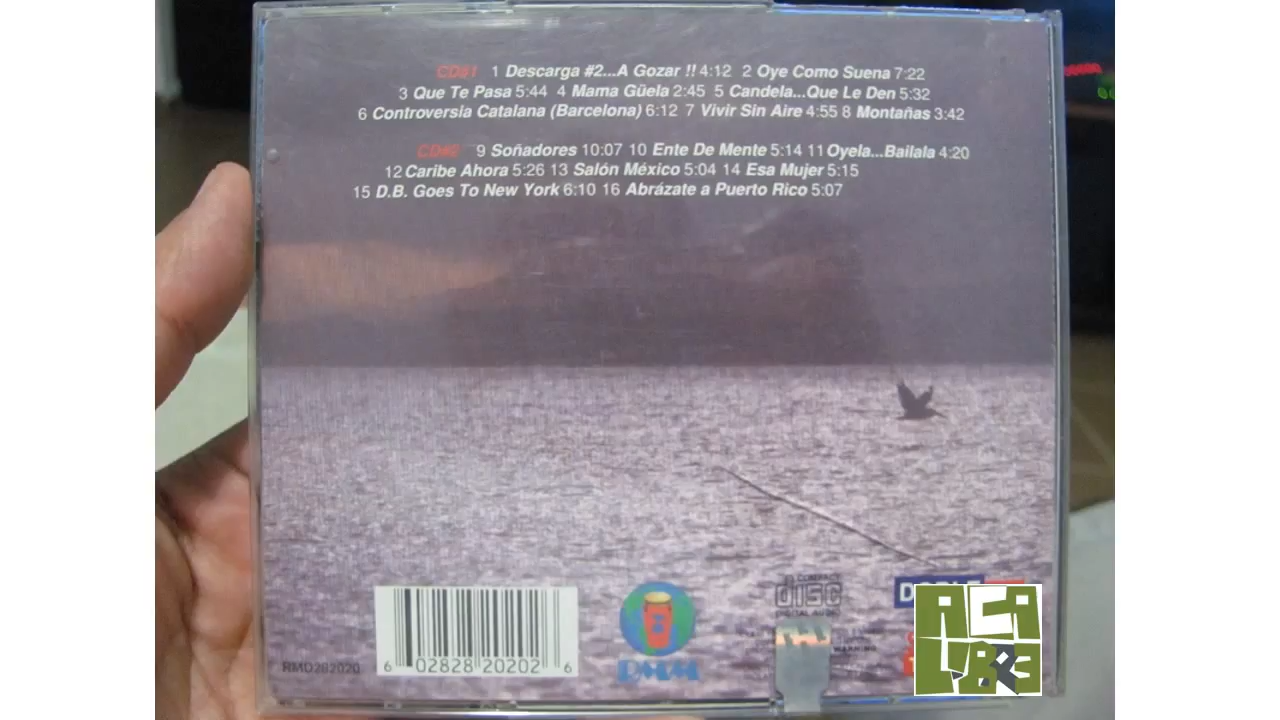 CD#1 1 Descarga #2...A Gozar !! 4:12 2 Oye Como Suena 7:22
3 Que Te Pasa 5:44 4 Mama Güela 2:45 5 Candela...Que Le Den 5:32
6 Controversia Catalana (Barcelona) 6:12 7 Vivir Sin Aire 4:55 8 Montañas 3:42
CD#2 9 Soñadores 10:07 10 Ente De Mente 5:14 11 Oyela...Bailala 4:20
12 Caribe Ahora 5:26 13 Salón México 5:04 14 Esa Mujer 5:15
15 D.B. Goes To New York 6:10 16 Abrázate a Puerto Rico 5:07
RMD282020
6 02828 20202 6
RMM
COMPACT
disc
DIGITAL AUDIO
WARNING
ACA